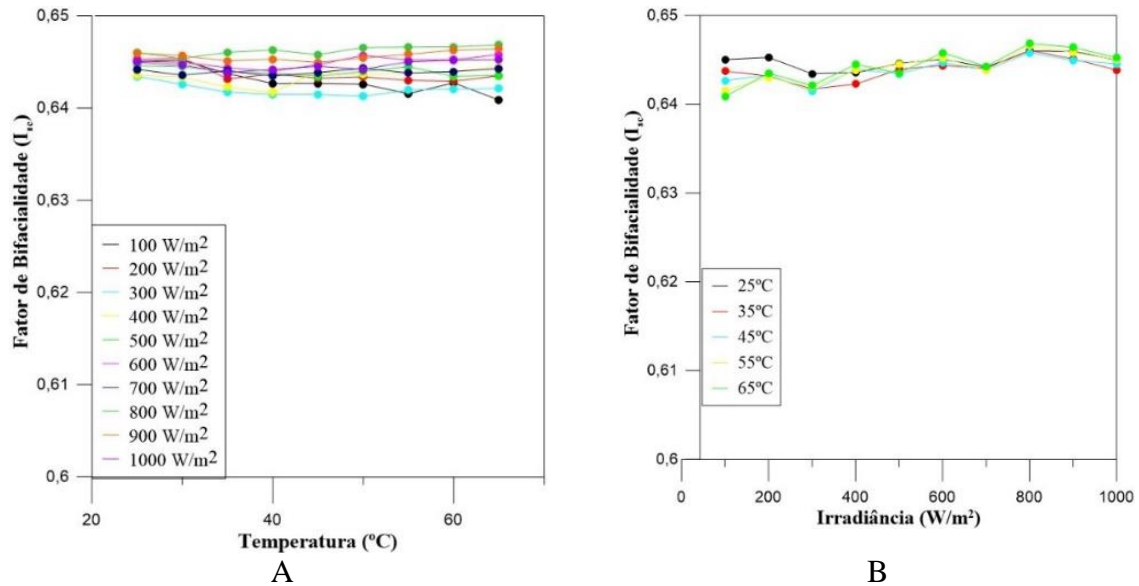 0,65
0,64
0,63
0,62
0,61
0,6
Fator de Bifacialidade (Isc)
100 W/m2
200 W/m2
300 W/m2
400 W/m2
500 W/m2
600 W/m2
700 W/m2
800 W/m2
900 W/m2
1000 W/m2
20 40 60
Temperatura (ºC)
A
0,65
0,64
0,63
0,62
0,61
0,6
Fator de Bifacialidade (Isc)
25ºC
35ºC
45ºC
55ºC
65ºC
0 200 400 600 800 1000
Irradiância (W/m²)
B